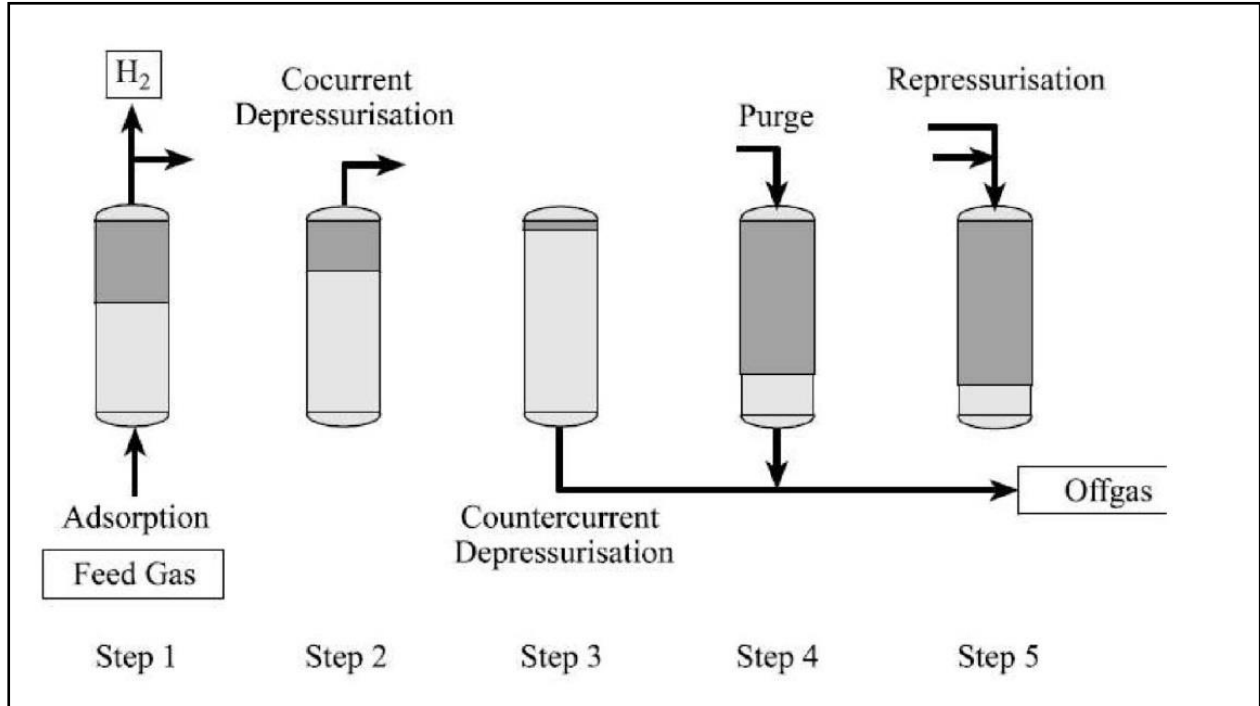 H₂
Cocurrent
Depressurisation
Purge
Repressurisation
Adsorption
Feed Gas
Countercurrent
Depressurisation
Offgas
Step 1
Step 2
Step 3
Step 4
Step 5